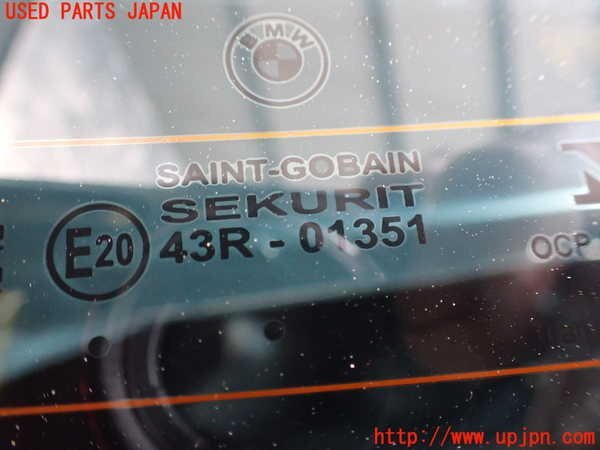 USED PARTS JAPAN
BMW
SAINT-GOBAIN
SEKURIT
E20 43R - 01351
OCP
http://www.upjpn.com/